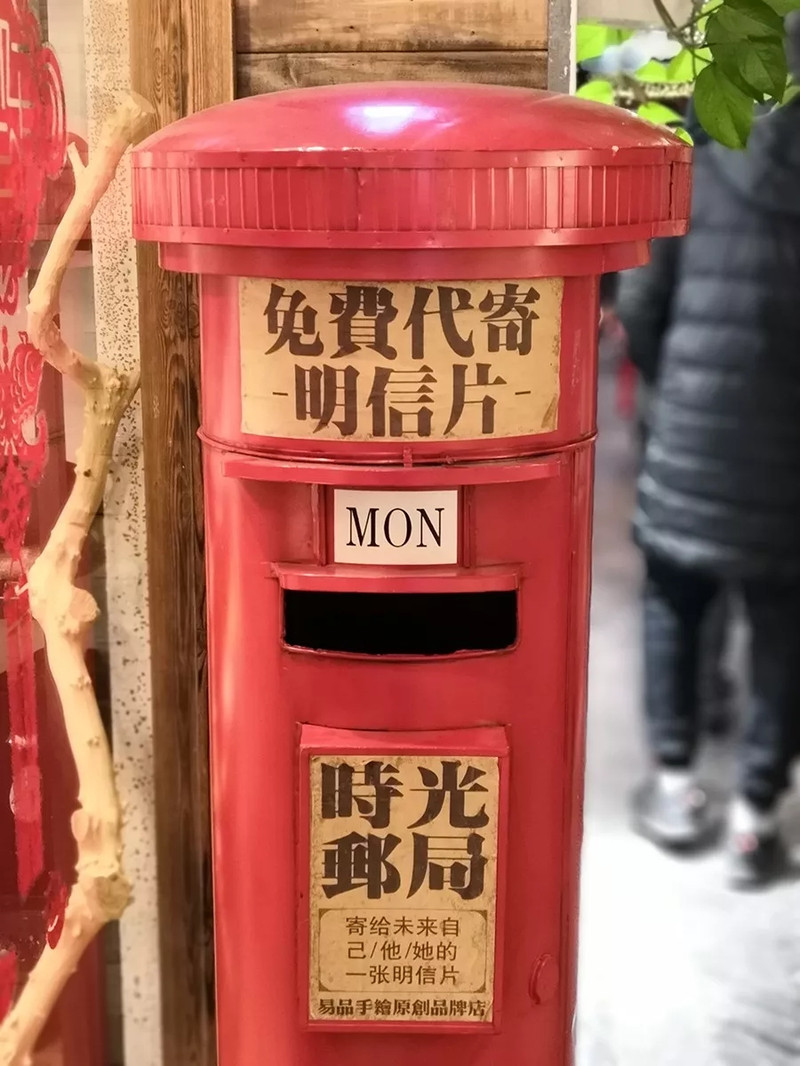 免費代寄
-明信片-
MON
時光
郵局
寄给未来自
己/他/她的
一张明信片
易品手繪原創品牌店